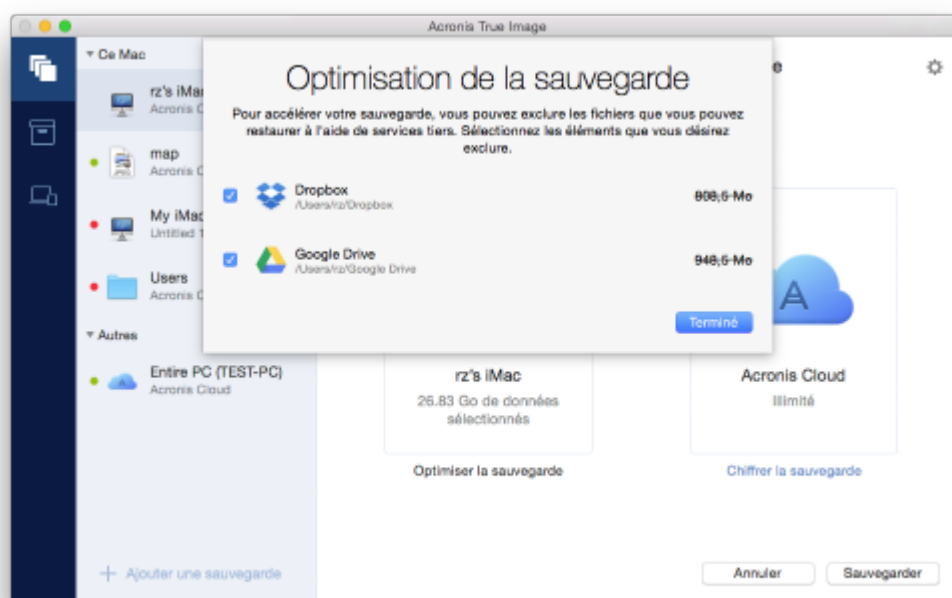 Acronis True Image
Ce Mac
rz's iMa
Acronis C
map
Acronis C
My iMac
Untitled 1
Users
Acronis C
Autres
Entire PC (TEST-PC)
Acronis Cloud
Ajouter une sauvegarde
Optimisation de la sauvegarde
Pour accélérer votre sauvegarde, vous pouvez exclure les fichiers que vous pouvez
restaurer à l'aide de services tiers. Sélectionnez les éléments que vous désirez
exclure.
Dropbox
/Users/rz/Dropbox
908,5 Mo
Google Drive
/Users/rz/Google Drive
948,5 Mo
Terminé
e
rz's iMac
26.83 Go de données
sélectionnés
Optimiser la sauvegarde
Acronis Cloud
Illimité
Chiffrer la sauvegarde
Annuler
Sauvegarder